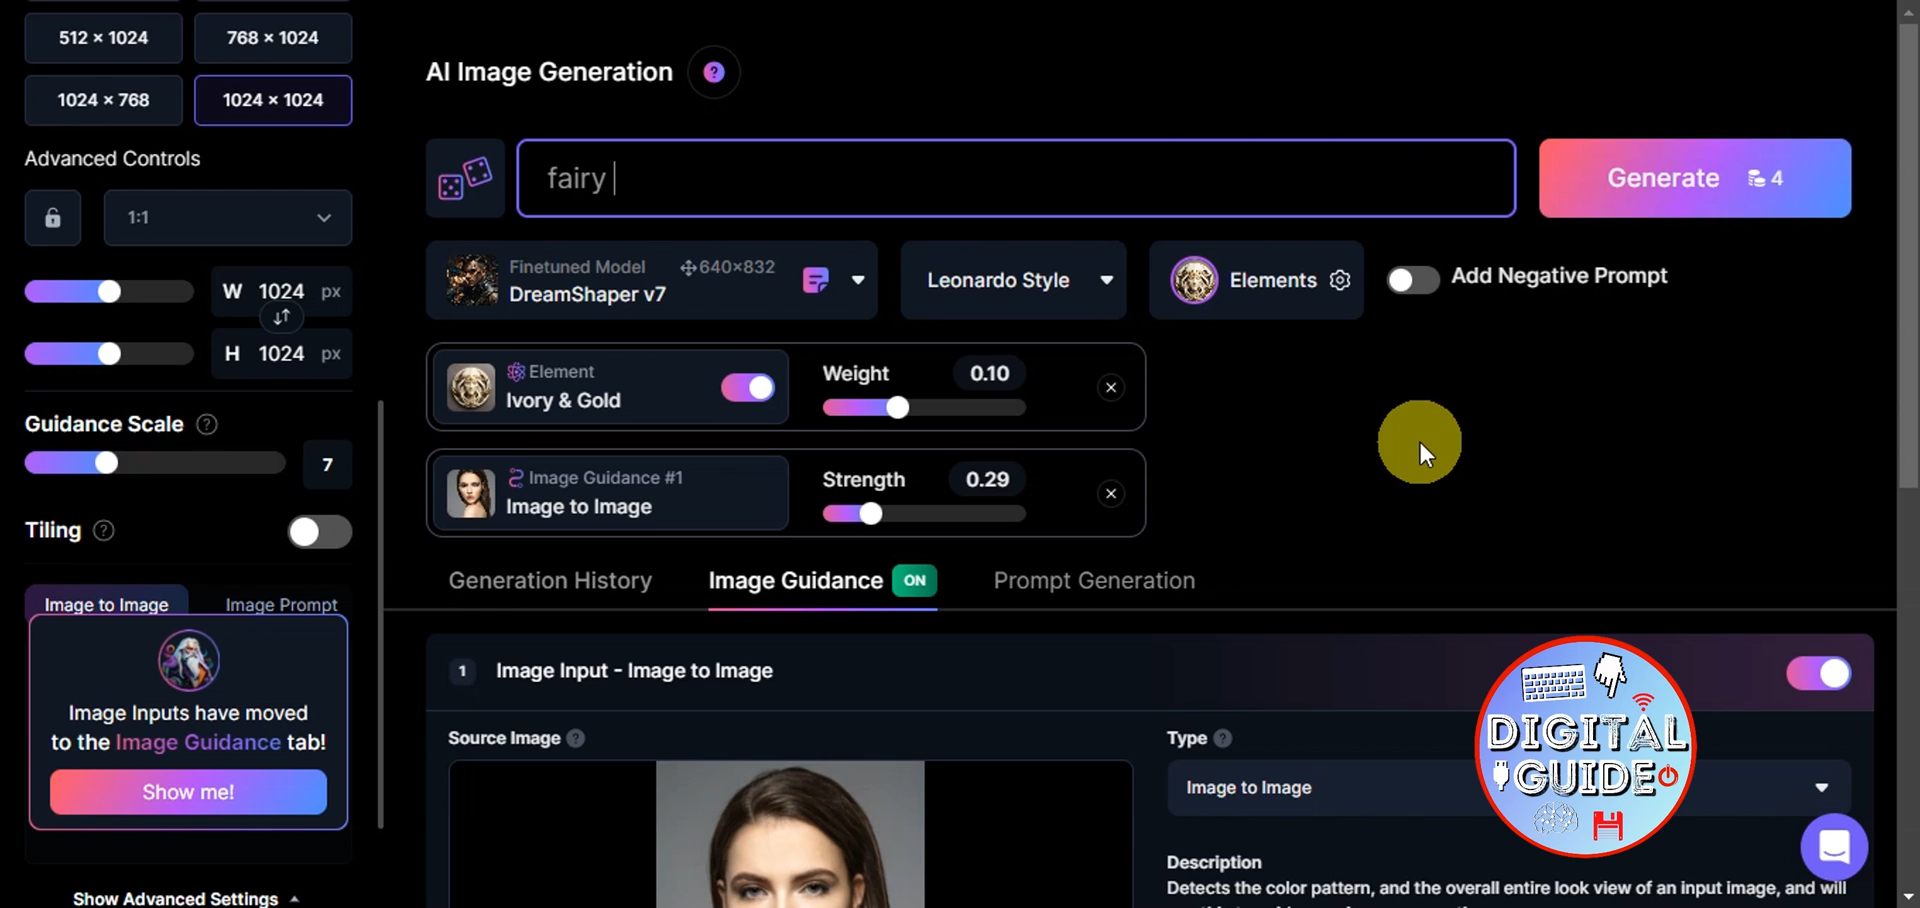 512 × 1024
768 × 1024
1024 × 768
1024 × 1024
Advanced Controls
1:1
W 1024 px
H 1024 px
Guidance Scale ?
7
Tiling ?
Image to Image
Image Prompt
Image Inputs have moved
to the Image Guidance tab!
Show me!
Show Advanced Settings
AI Image Generation ?
fairy
Generate 4
Finetuned Model 640×832
DreamShaper v7
Leonardo Style
Elements
Add Negative Prompt
Element
Ivory & Gold
Weight 0.10
Image Guidance #1
Image to Image
Strength 0.29
Generation History
Image Guidance ON
Prompt Generation
1 Image Input - Image to Image
Source Image ?
Type ?
Image to Image
Description
Detects the color pattern, and the overall entire look view of an input image, and will
DIGITAL
GUIDE